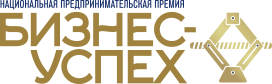 НАЦИОНАЛЬНАЯ ПРЕДПРИНИМАТЕЛЬСКАЯ ПРЕМИЯ
БИЗНЕС-
УСПЕХ